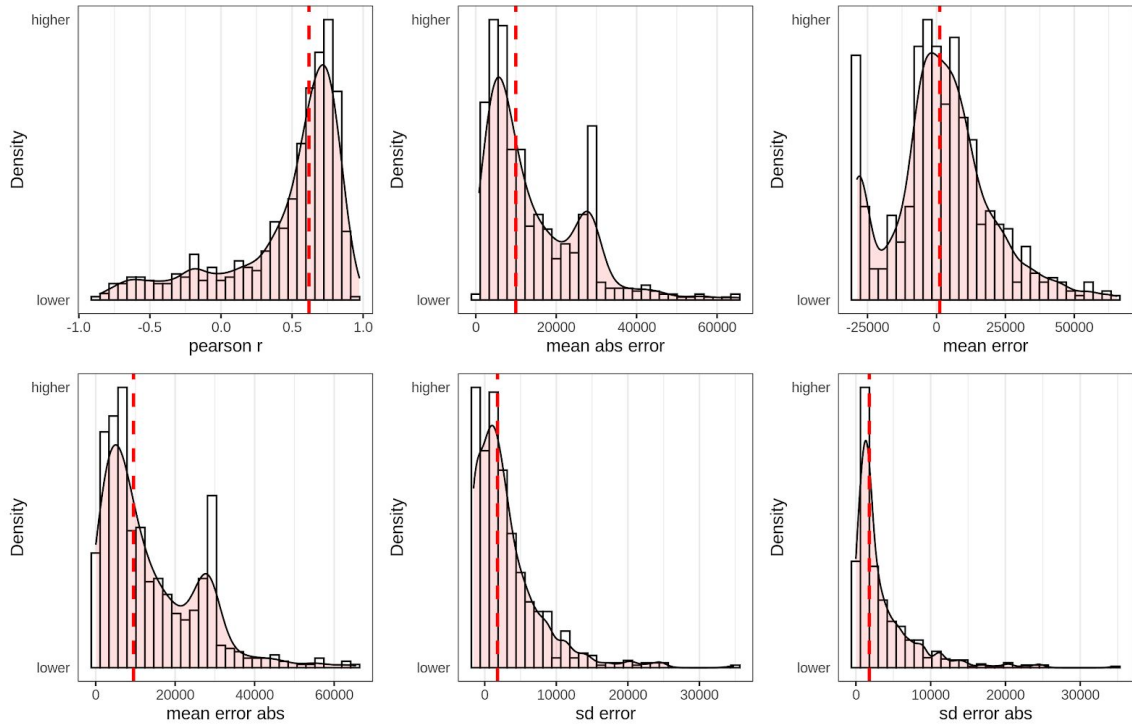 higher
Density
lower
-1.0 -0.5 0.0 0.5 1.0
pearson r
higher
Density
lower
0 20000 40000 60000
mean abs error
higher
Density
lower
-25000 0 25000 50000
mean error
higher
Density
lower
0 20000 40000 60000
mean error abs
higher
Density
lower
0 10000 20000 30000
sd error
higher
Density
lower
0 10000 20000 30000
sd error abs